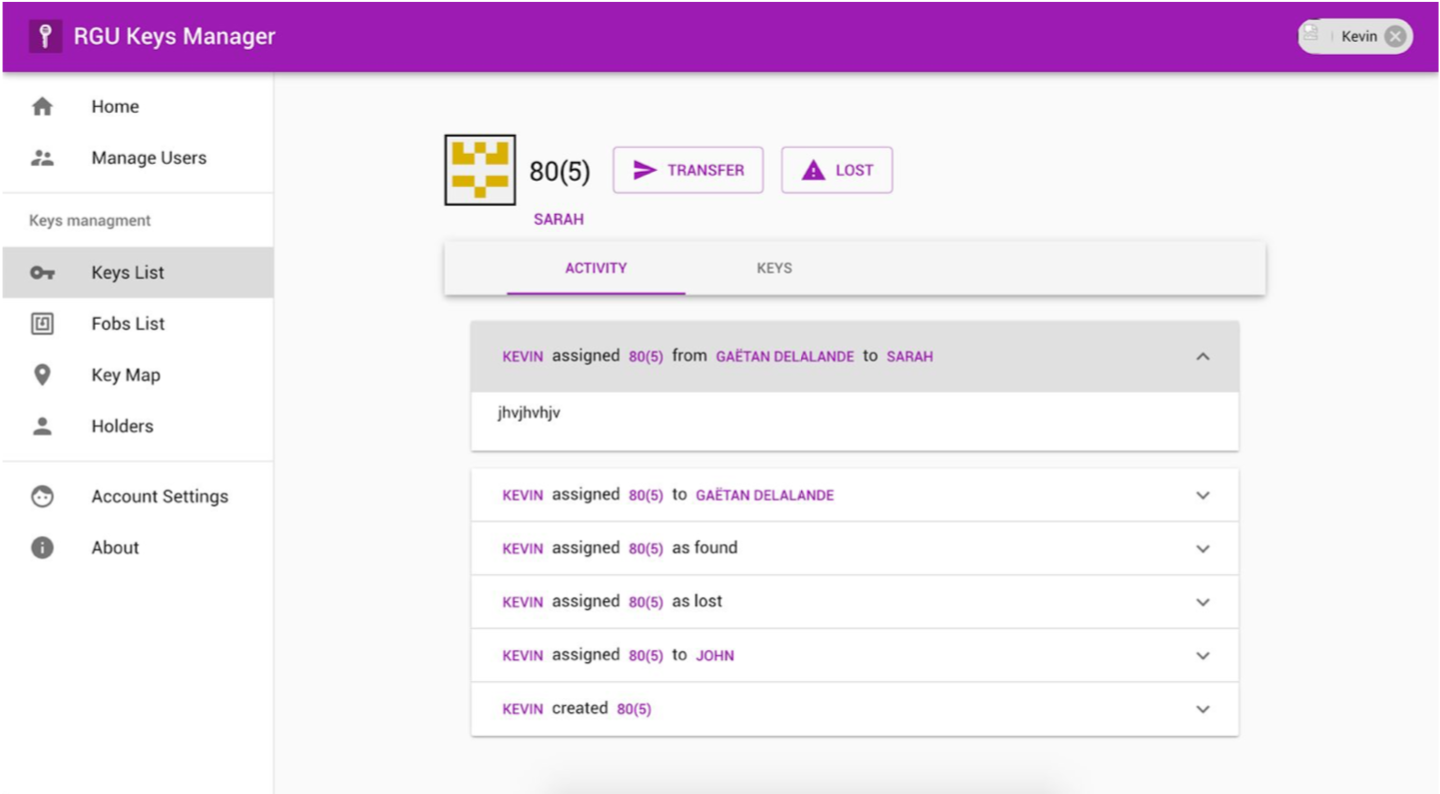 RGU Keys Manager
Kevin
Home
Manage Users
Keys managment
Keys List
Fobs List
Key Map
Holders
Account Settings
About
80(5)
TRANSFER
LOST
SARAH
ACTIVITY
KEYS
KEVIN assigned 80(5) from GAËTAN DELALANDE to SARAH
jhvjhvhjv
KEVIN assigned 80(5) to GAËTAN DELALANDE
KEVIN assigned 80(5) as found
KEVIN assigned 80(5) as lost
KEVIN assigned 80(5) to JOHN
KEVIN created 80(5)